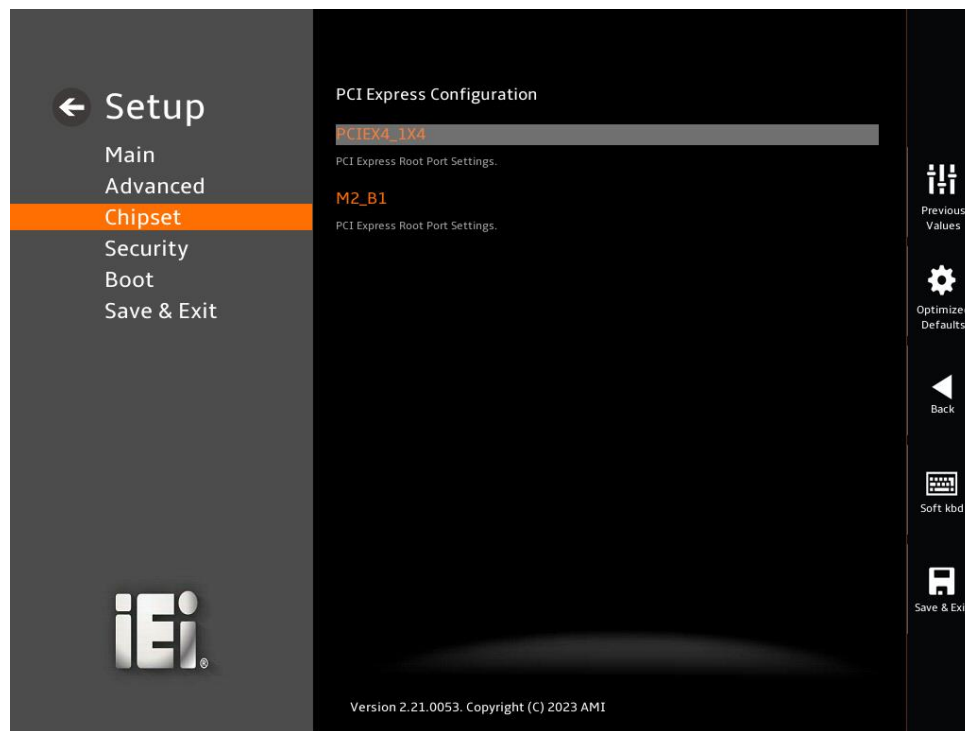 Setup
Main
Advanced
Chipset
Security
Boot
Save & Exit
iEi®
PCI Express Configuration
PCIEX4_1X4
PCI Express Root Port Settings.
M2_B1
PCI Express Root Port Settings.
Version 2.21.0053. Copyright (C) 2023 AMI
Previous
Values
Optimize
Defaults
Back
Soft kbd
Save & Exi